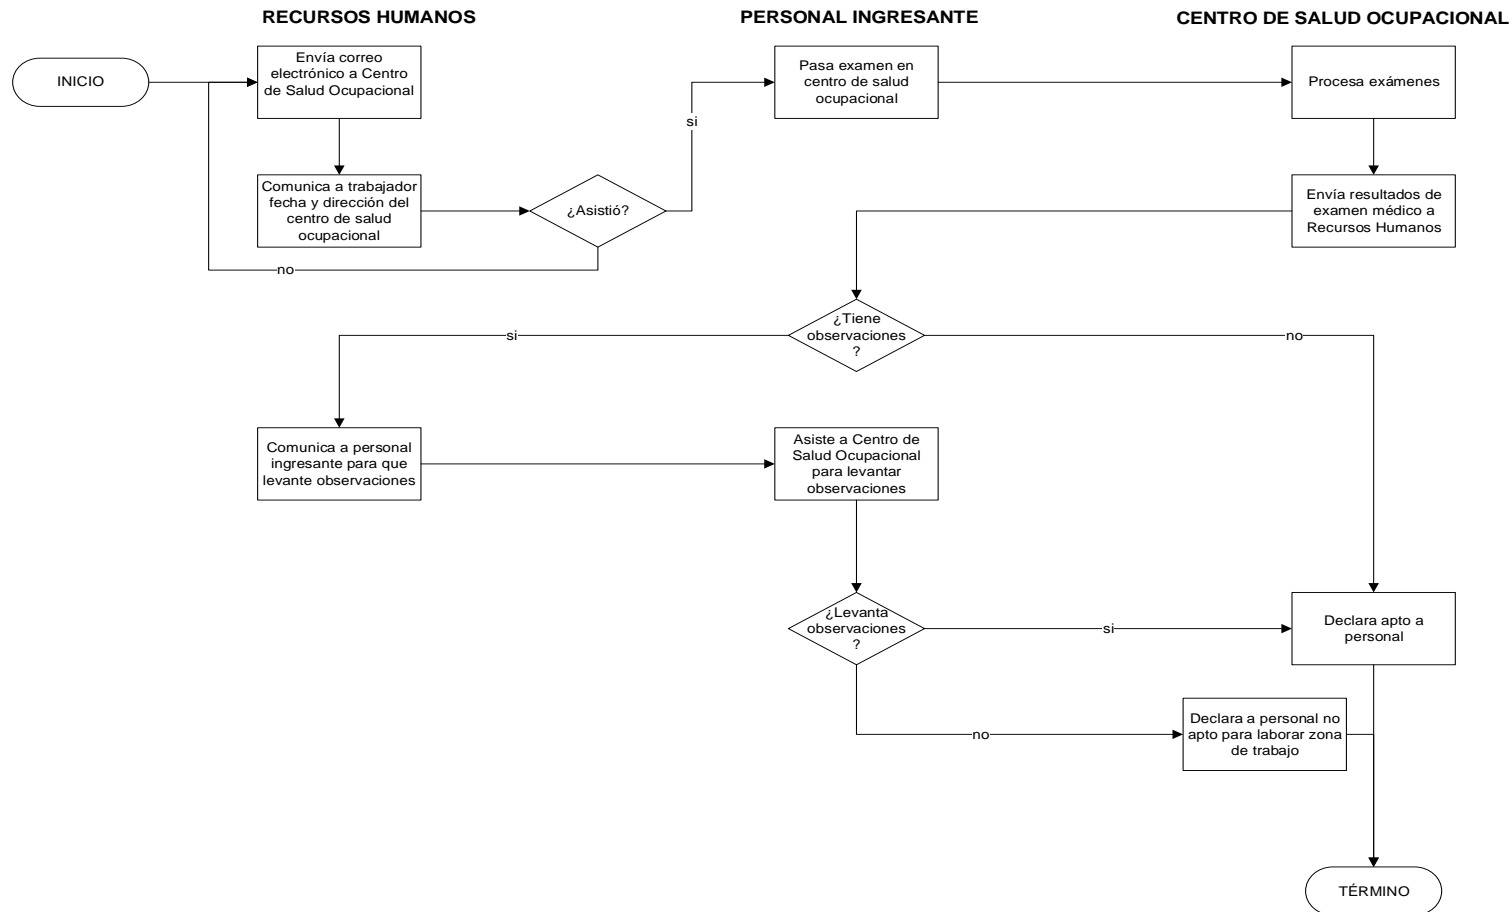 RECURSOS HUMANOS
PERSONAL INGRESANTE
CENTRO DE SALUD OCUPACIONAL
INICIO
Envía correo
electrónico a Centro
de Salud Ocupacional
Pasa examen en
centro de salud
ocupacional
Procesa exámenes
si
Comunica a trabajador
fecha y dirección del
centro de salud
ocupacional
¿Asistió?
Envía resultados de
examen médico a
Recursos Humanos
no
¿Tiene
observaciones
?
si
no
Comunica a personal
ingresante para que
levante observaciones
Asiste a Centro de
Salud Ocupacional
para levantar
observaciones
¿Levanta
observaciones
?
si
Declara apto a
personal
no
Declara a personal no
apto para laborar zona
de trabajo
TÉRMINO